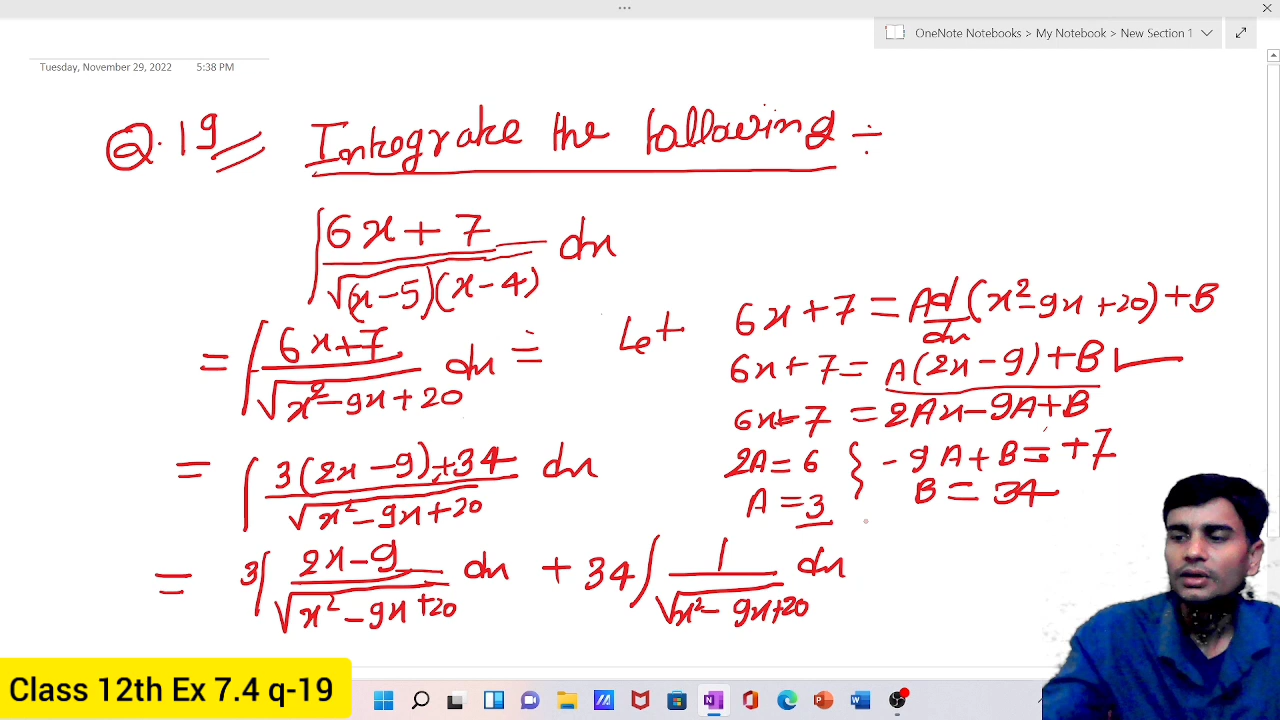 OneNote Notebooks > My Notebook > New Section 1
Tuesday, November 29, 2022 5:38 PM
Q.19 Integrate the following ÷
∫ 6x + 7 / √(x-5)(x-4) dx
= ∫ 6x+7 / √x²-9x+20 dx =
Let 6x + 7 = A d/dx (x²-9x+20)+B
6x+7 = A(2x-9)+B ✓
6x+7 = 2Ax-9A+B
2A = 6 } -9A+B = +7
A = 3 B = 34
= ∫ 3(2x-9)+34 / √x²-9x+20 dx
= 3∫ 2x-9 / √x²-9x+20 dx + 34 ∫ 1 / √x²-9x+20 dx
Class 12th Ex 7.4 q-19